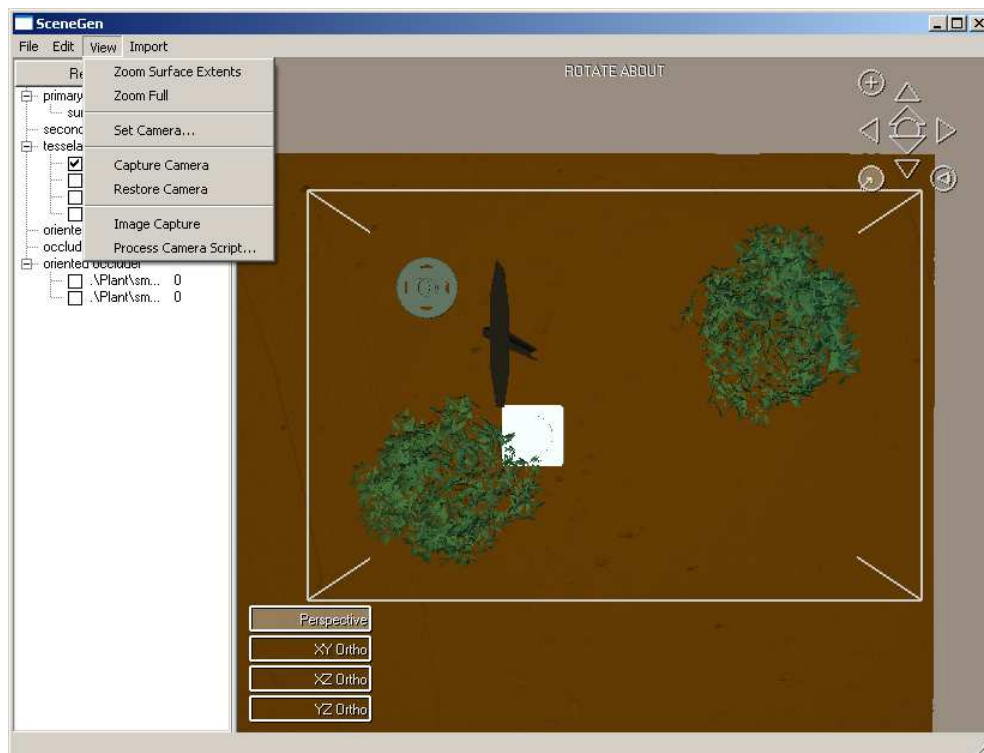 SceneGen
File Edit View Import
Re
Zoom Surface Extents
Zoom Full
Set Camera...
Capture Camera
Restore Camera
Image Capture
Process Camera Script...
primary
sur
second
tessela
oriente
occlud
oriented occluder
.\Plant\sm... 0
.\Plant\sm... 0
ROTATE ABOUT
Perspective
XY Ortho
XZ Ortho
YZ Ortho